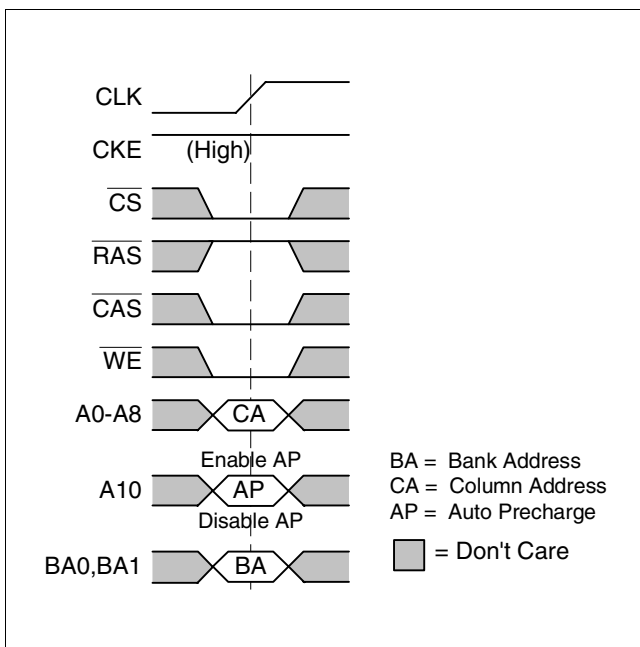 CLK
CKE (High)
CS
RAS
CAS
WE
A0-A8 CA
Enable AP
A10 AP
Disable AP
BA0,BA1 BA
BA = Bank Address
CA = Column Address
AP = Auto Precharge
= Don't Care